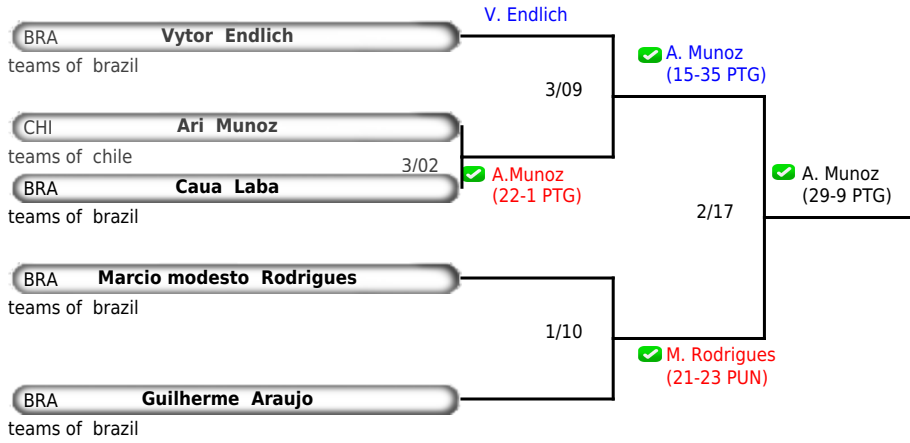 V. Endlich
BRA Vytor Endlich
teams of brazil
A. Munoz
(15-35 PTG)
3/09
CHI Ari Munoz
teams of chile
3/02
A.Munoz
(22-1 PTG)
BRA Caua Laba
teams of brazil
A. Munoz
(29-9 PTG)
2/17
BRA Marcio modesto Rodrigues
teams of brazil
1/10
M. Rodrigues
(21-23 PUN)
BRA Guilherme Araujo
teams of brazil